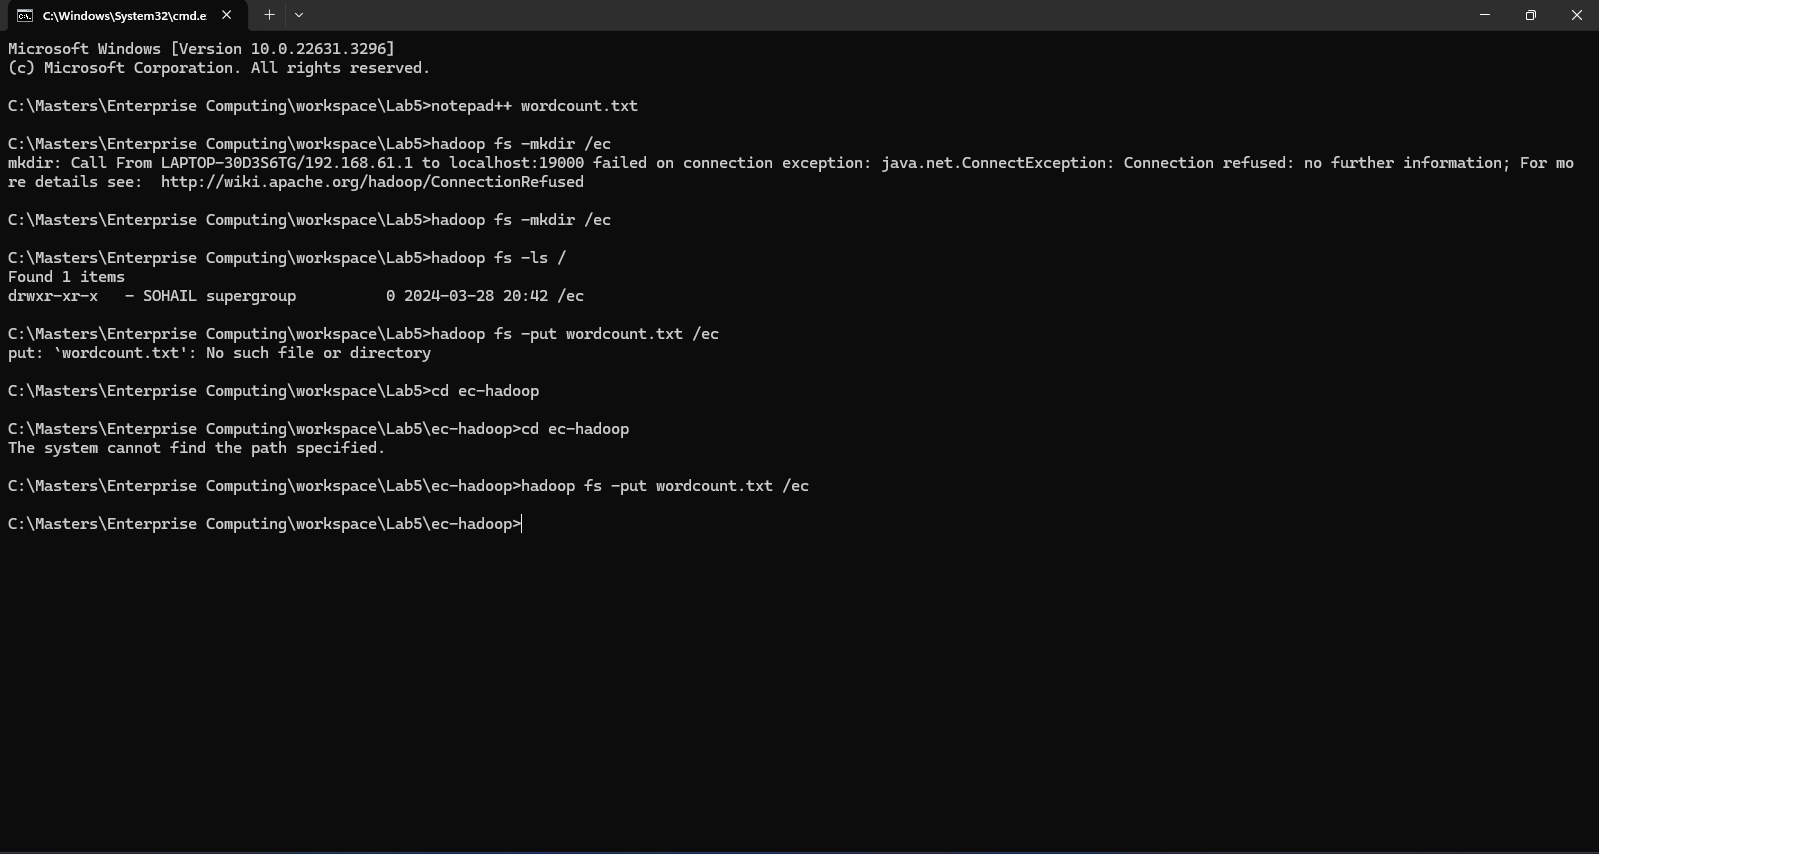 C:\Windows\System32\cmd.e
Microsoft Windows [Version 10.0.22631.3296]
(c) Microsoft Corporation. All rights reserved.
C:\Masters\Enterprise Computing\workspace\Lab5>notepad++ wordcount.txt
C:\Masters\Enterprise Computing\workspace\Lab5>hadoop fs -mkdir /ec
mkdir: Call From LAPTOP-30D3S6TG/192.168.61.1 to localhost:19000 failed on connection exception: java.net.ConnectException: Connection refused: no further information; For mo
re details see:  http://wiki.apache.org/hadoop/ConnectionRefused
C:\Masters\Enterprise Computing\workspace\Lab5>hadoop fs -mkdir /ec
C:\Masters\Enterprise Computing\workspace\Lab5>hadoop fs -ls /
Found 1 items
drwxr-xr-x   - SOHAIL supergroup          0 2024-03-28 20:42 /ec
C:\Masters\Enterprise Computing\workspace\Lab5>hadoop fs -put wordcount.txt /ec
put: `wordcount.txt': No such file or directory
C:\Masters\Enterprise Computing\workspace\Lab5>cd ec-hadoop
C:\Masters\Enterprise Computing\workspace\Lab5\ec-hadoop>cd ec-hadoop
The system cannot find the path specified.
C:\Masters\Enterprise Computing\workspace\Lab5\ec-hadoop>hadoop fs -put wordcount.txt /ec
C:\Masters\Enterprise Computing\workspace\Lab5\ec-hadoop>